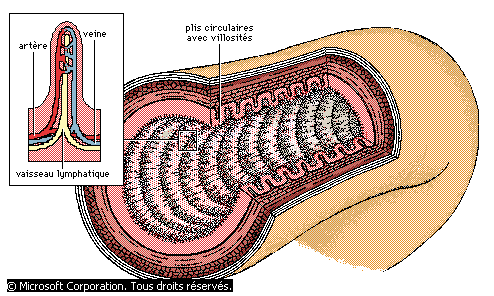 plis circulaires
avec villosités
artère
veine
vaisseau lymphatique
© Microsoft Corporation. Tous droits réservés.